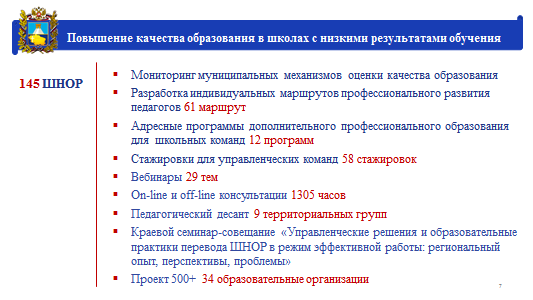 Повышение качества образования в школах с низкими результатами обучения
145 ШНОР
▪ Мониторинг муниципальных механизмов оценки качества образования
▪ Разработка индивидуальных маршрутов профессионального развития
педагогов 61 маршрут
▪ Адресные программы дополнительного профессионального образования
для школьных команд 12 программ
▪ Стажировки для управленческих команд 58 стажировок
▪ Вебинары 29 тем
▪ On-line и off-line консультации 1305 часов
▪ Педагогический десант 9 территориальных групп
▪ Краевой семинар-совещание «Управленческие решения и образовательные
практики перевода ШНОР в режим эффективной работы: региональный
опыт, перспективы, проблемы»
▪ Проект 500+ 34 образовательные организации
7